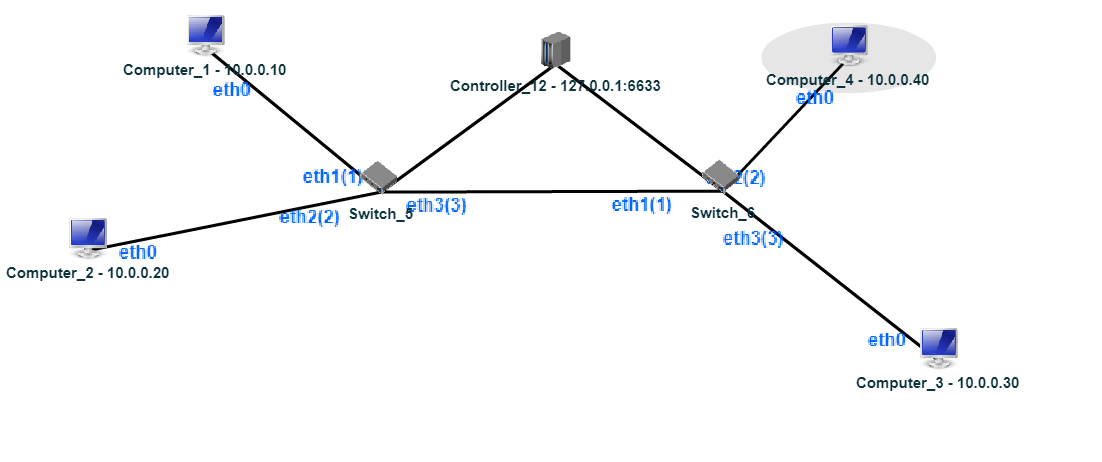 Computer_1 - 10.0.0.10
eth0
Controller_12 - 127.0.0.1:6633
Computer_4 - 10.0.0.40
eth0
eth1(1)
eth2(2)
eth3(3)
Switch_5
eth1(1)
2(2)
Switch_6
eth3(3)
eth0
Computer_2 - 10.0.0.20
eth0
Computer_3 - 10.0.0.30